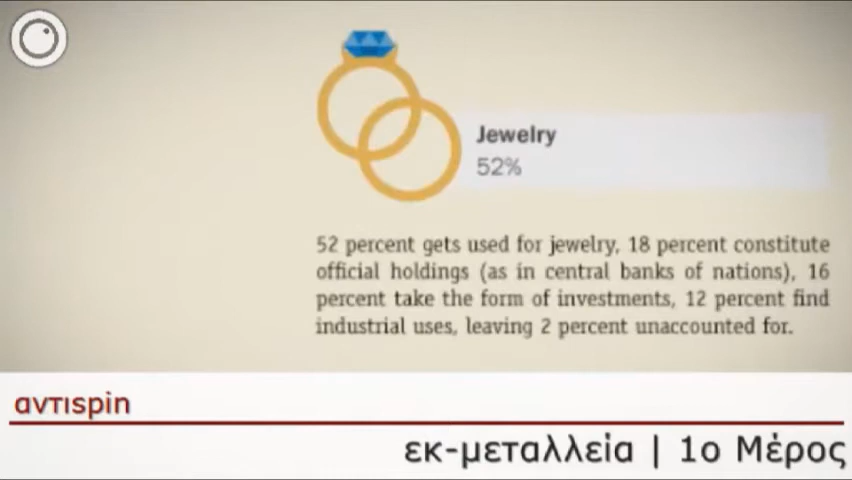 Jewelry
52%
52 percent gets used for jewelry, 18 percent constitute
official holdings (as in central banks of nations), 16
percent take the form of investments, 12 percent find
industrial uses, leaving 2 percent unaccounted for.
αντιspin
εκ-μεταλλεία | 1ο Μέρος